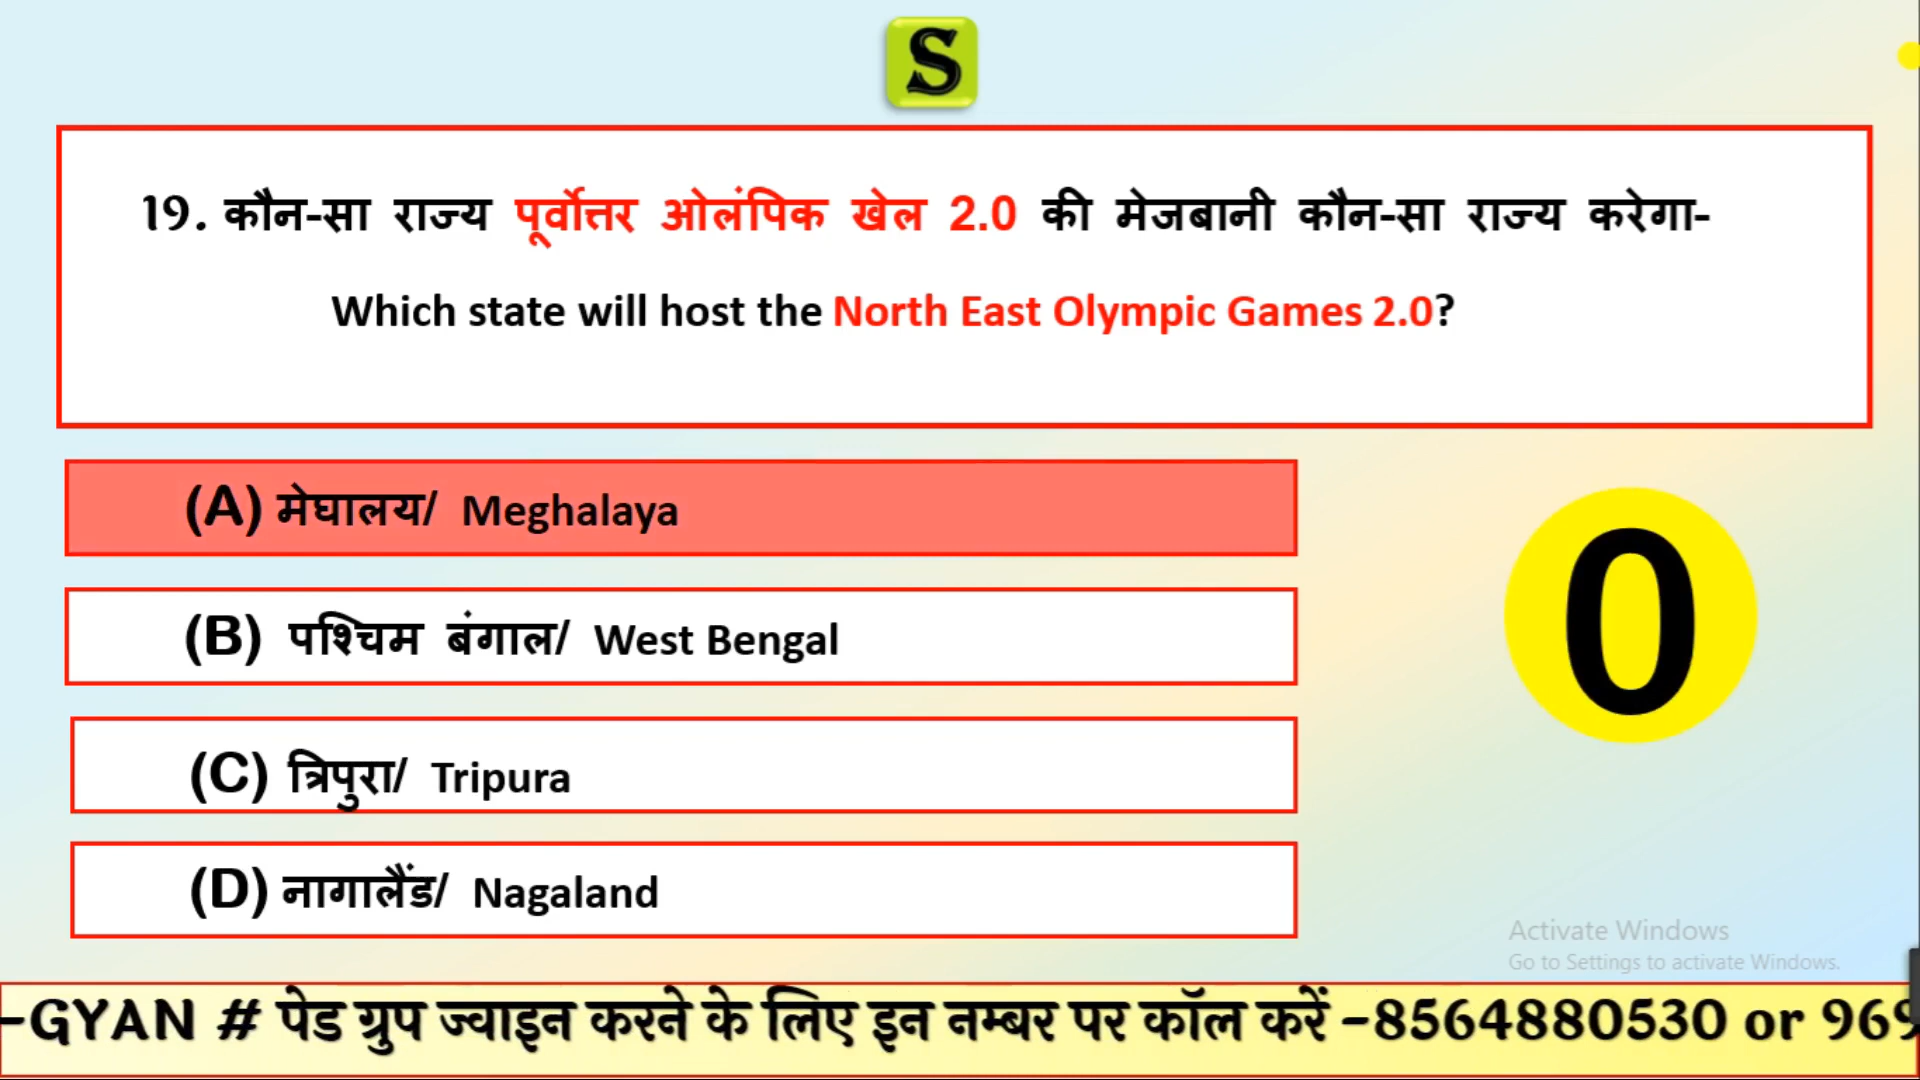 S
19. कौन-सा राज्य पूर्वोत्तर ओलंपिक खेल 2.0 की मेजबानी कौन-सा राज्य करेगा-
Which state will host the North East Olympic Games 2.0?
(A) मेघालय/ Meghalaya
(B) पश्चिम बंगाल/ West Bengal
(C) त्रिपुरा/ Tripura
(D) नागालैंड/ Nagaland
0
Activate Windows
Go to Settings to activate Windows.
-GYAN # पेड ग्रुप ज्वाइन करने के लिए इन नम्बर पर कॉल करें -8564880530 or 969